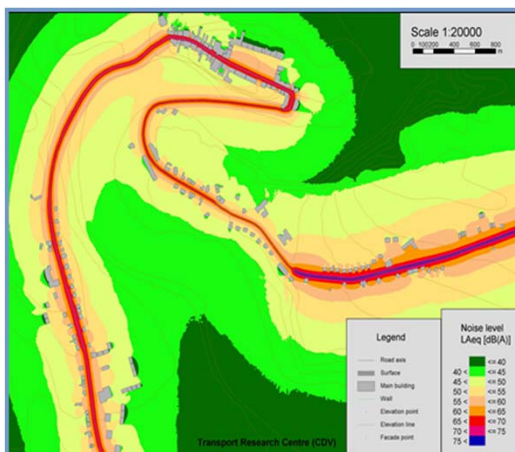 Scale 1:20000
0 100200 400 600 800
m
Legend
Road axis
Surface
Main building
Wall
Elevation point
Elevation line
Facade point
Noise level
LAeq [dB(A)]
<= 40
40 < <= 45
45 < <= 50
50 < <= 55
55 < <= 60
60 < <= 65
65 < <= 70
70 < <= 75
75 <
Transport Research Centre (CDV)